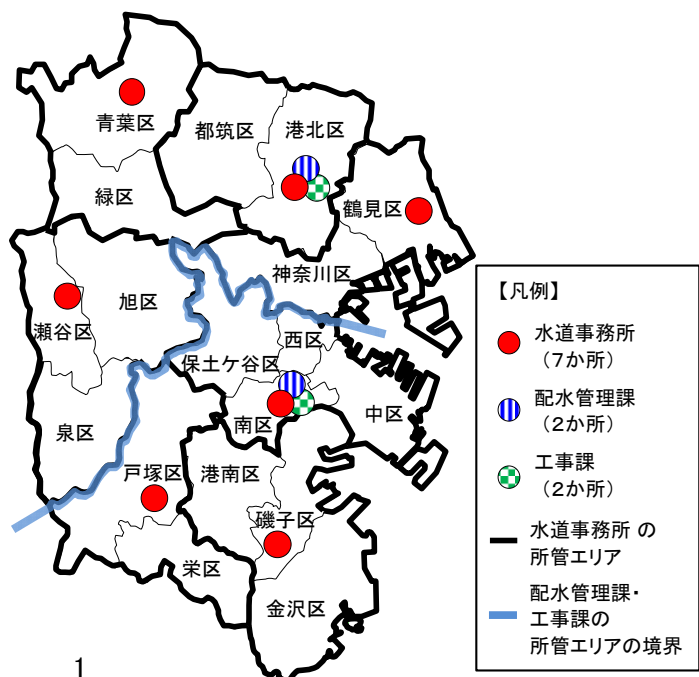 青葉区
都筑区
港北区
緑区
鶴見区
神奈川区
旭区
瀬谷区
西区
保土ケ谷区
中区
南区
泉区
戸塚区
港南区
磯子区
栄区
金沢区
【凡例】
水道事務所
（７か所）
配水管理課
（2か所）
工事課
（2か所）
水道事務所 の
所管エリア
配水管理課・
工事課の
所管エリアの境界
1